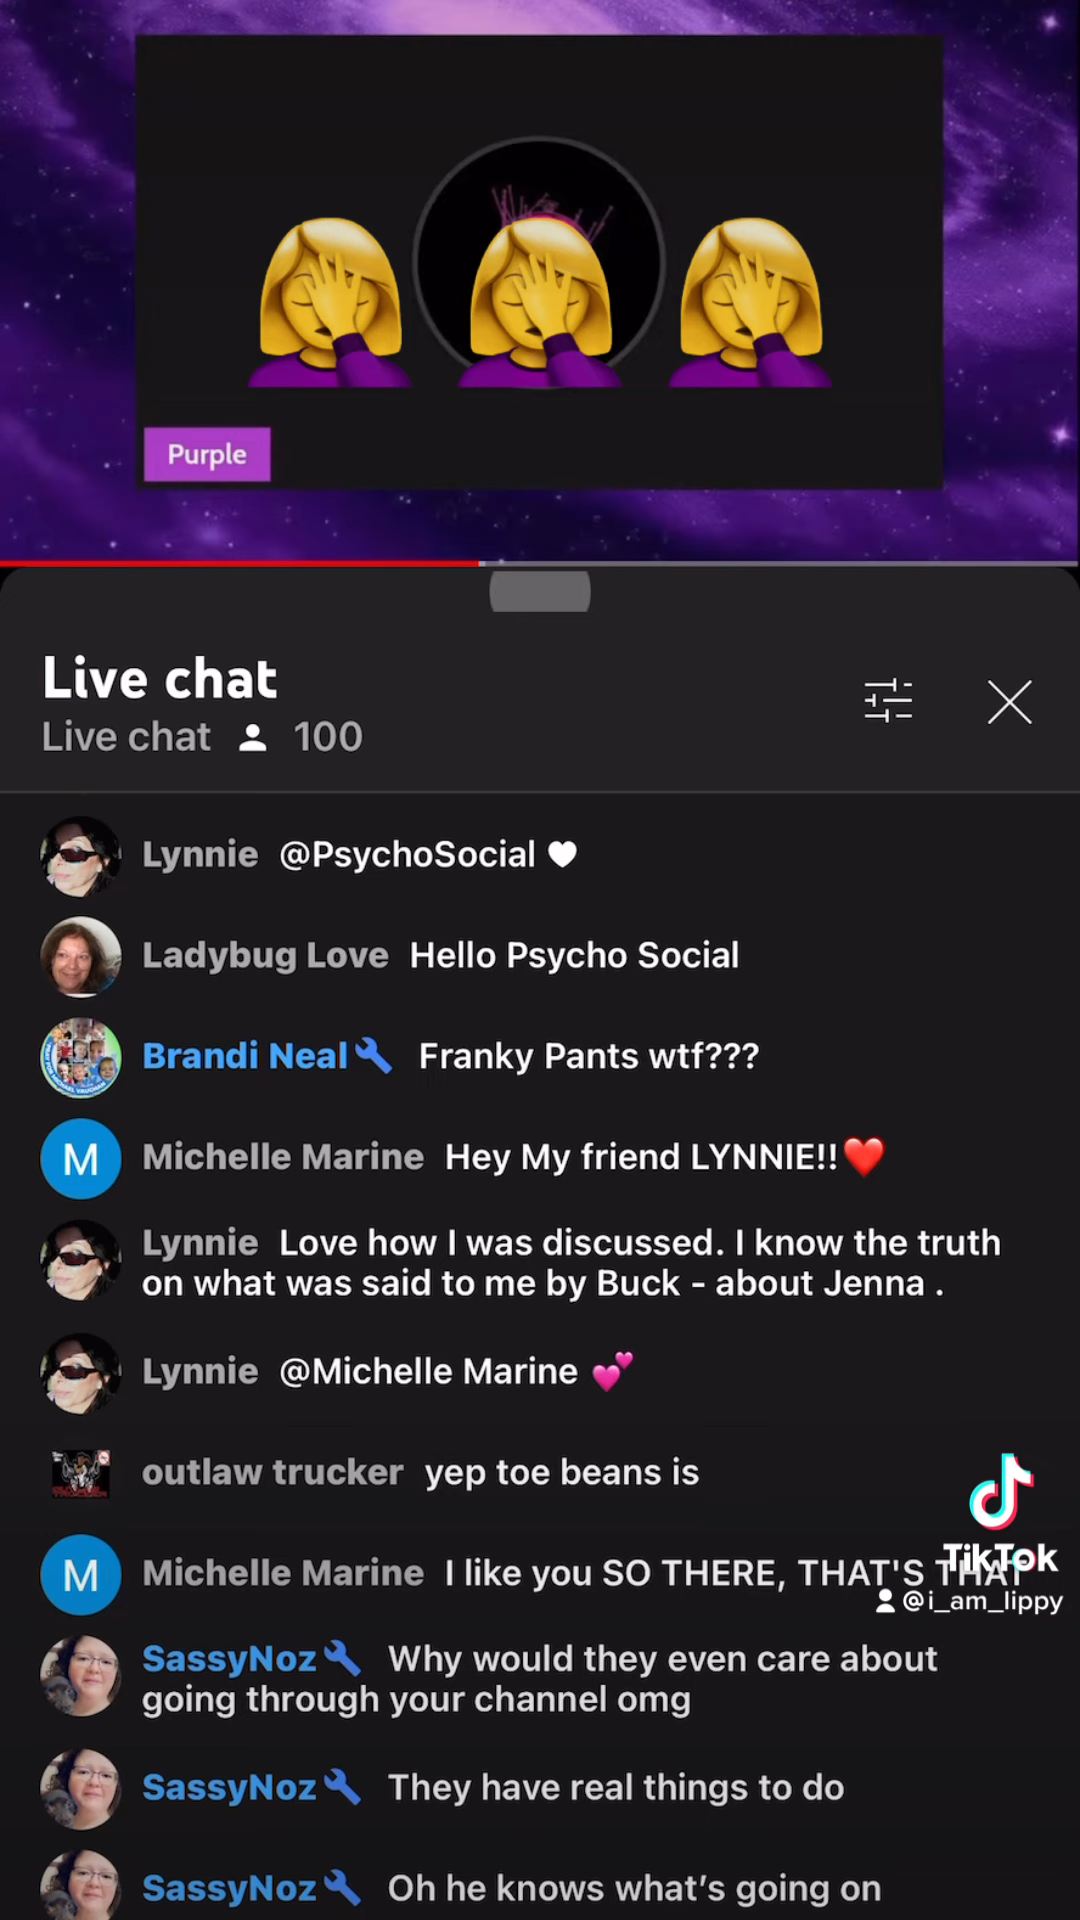 Purple
Live chat
Live chat 100
Lynnie @PsychoSocial 🤍
Ladybug Love Hello Psycho Social
Brandi Neal Franky Pants wtf???
M Michelle Marine Hey My friend LYNNIE!!❤️
Lynnie Love how I was discussed. I know the truth
on what was said to me by Buck - about Jenna .
Lynnie @Michelle Marine 💕
outlaw trucker yep toe beans is
M Michelle Marine I like you SO THERE, THAT'S THAT
TikTok
@i_am_lippy
SassyNoz Why would they even care about
going through your channel omg
SassyNoz They have real things to do
SassyNoz Oh he knows what's going on